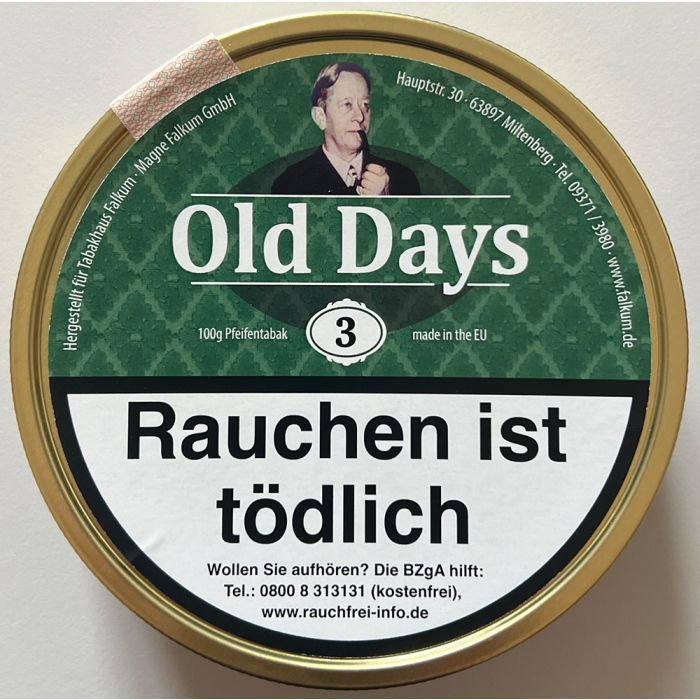 Hergestellt für Tabakhaus Falkum · Magne Falkum GmbH
Hauptstr. 30 · 63897 Miltenberg · Tel. 09371 / 3980 · www.falkum.de
Old Days
100g Pfeifentabak
3
made in the EU
Rauchen ist
tödlich
Wollen Sie aufhören? Die BZgA hilft:
Tel.: 0800 8 313131 (kostenfrei),
www.rauchfrei-info.de